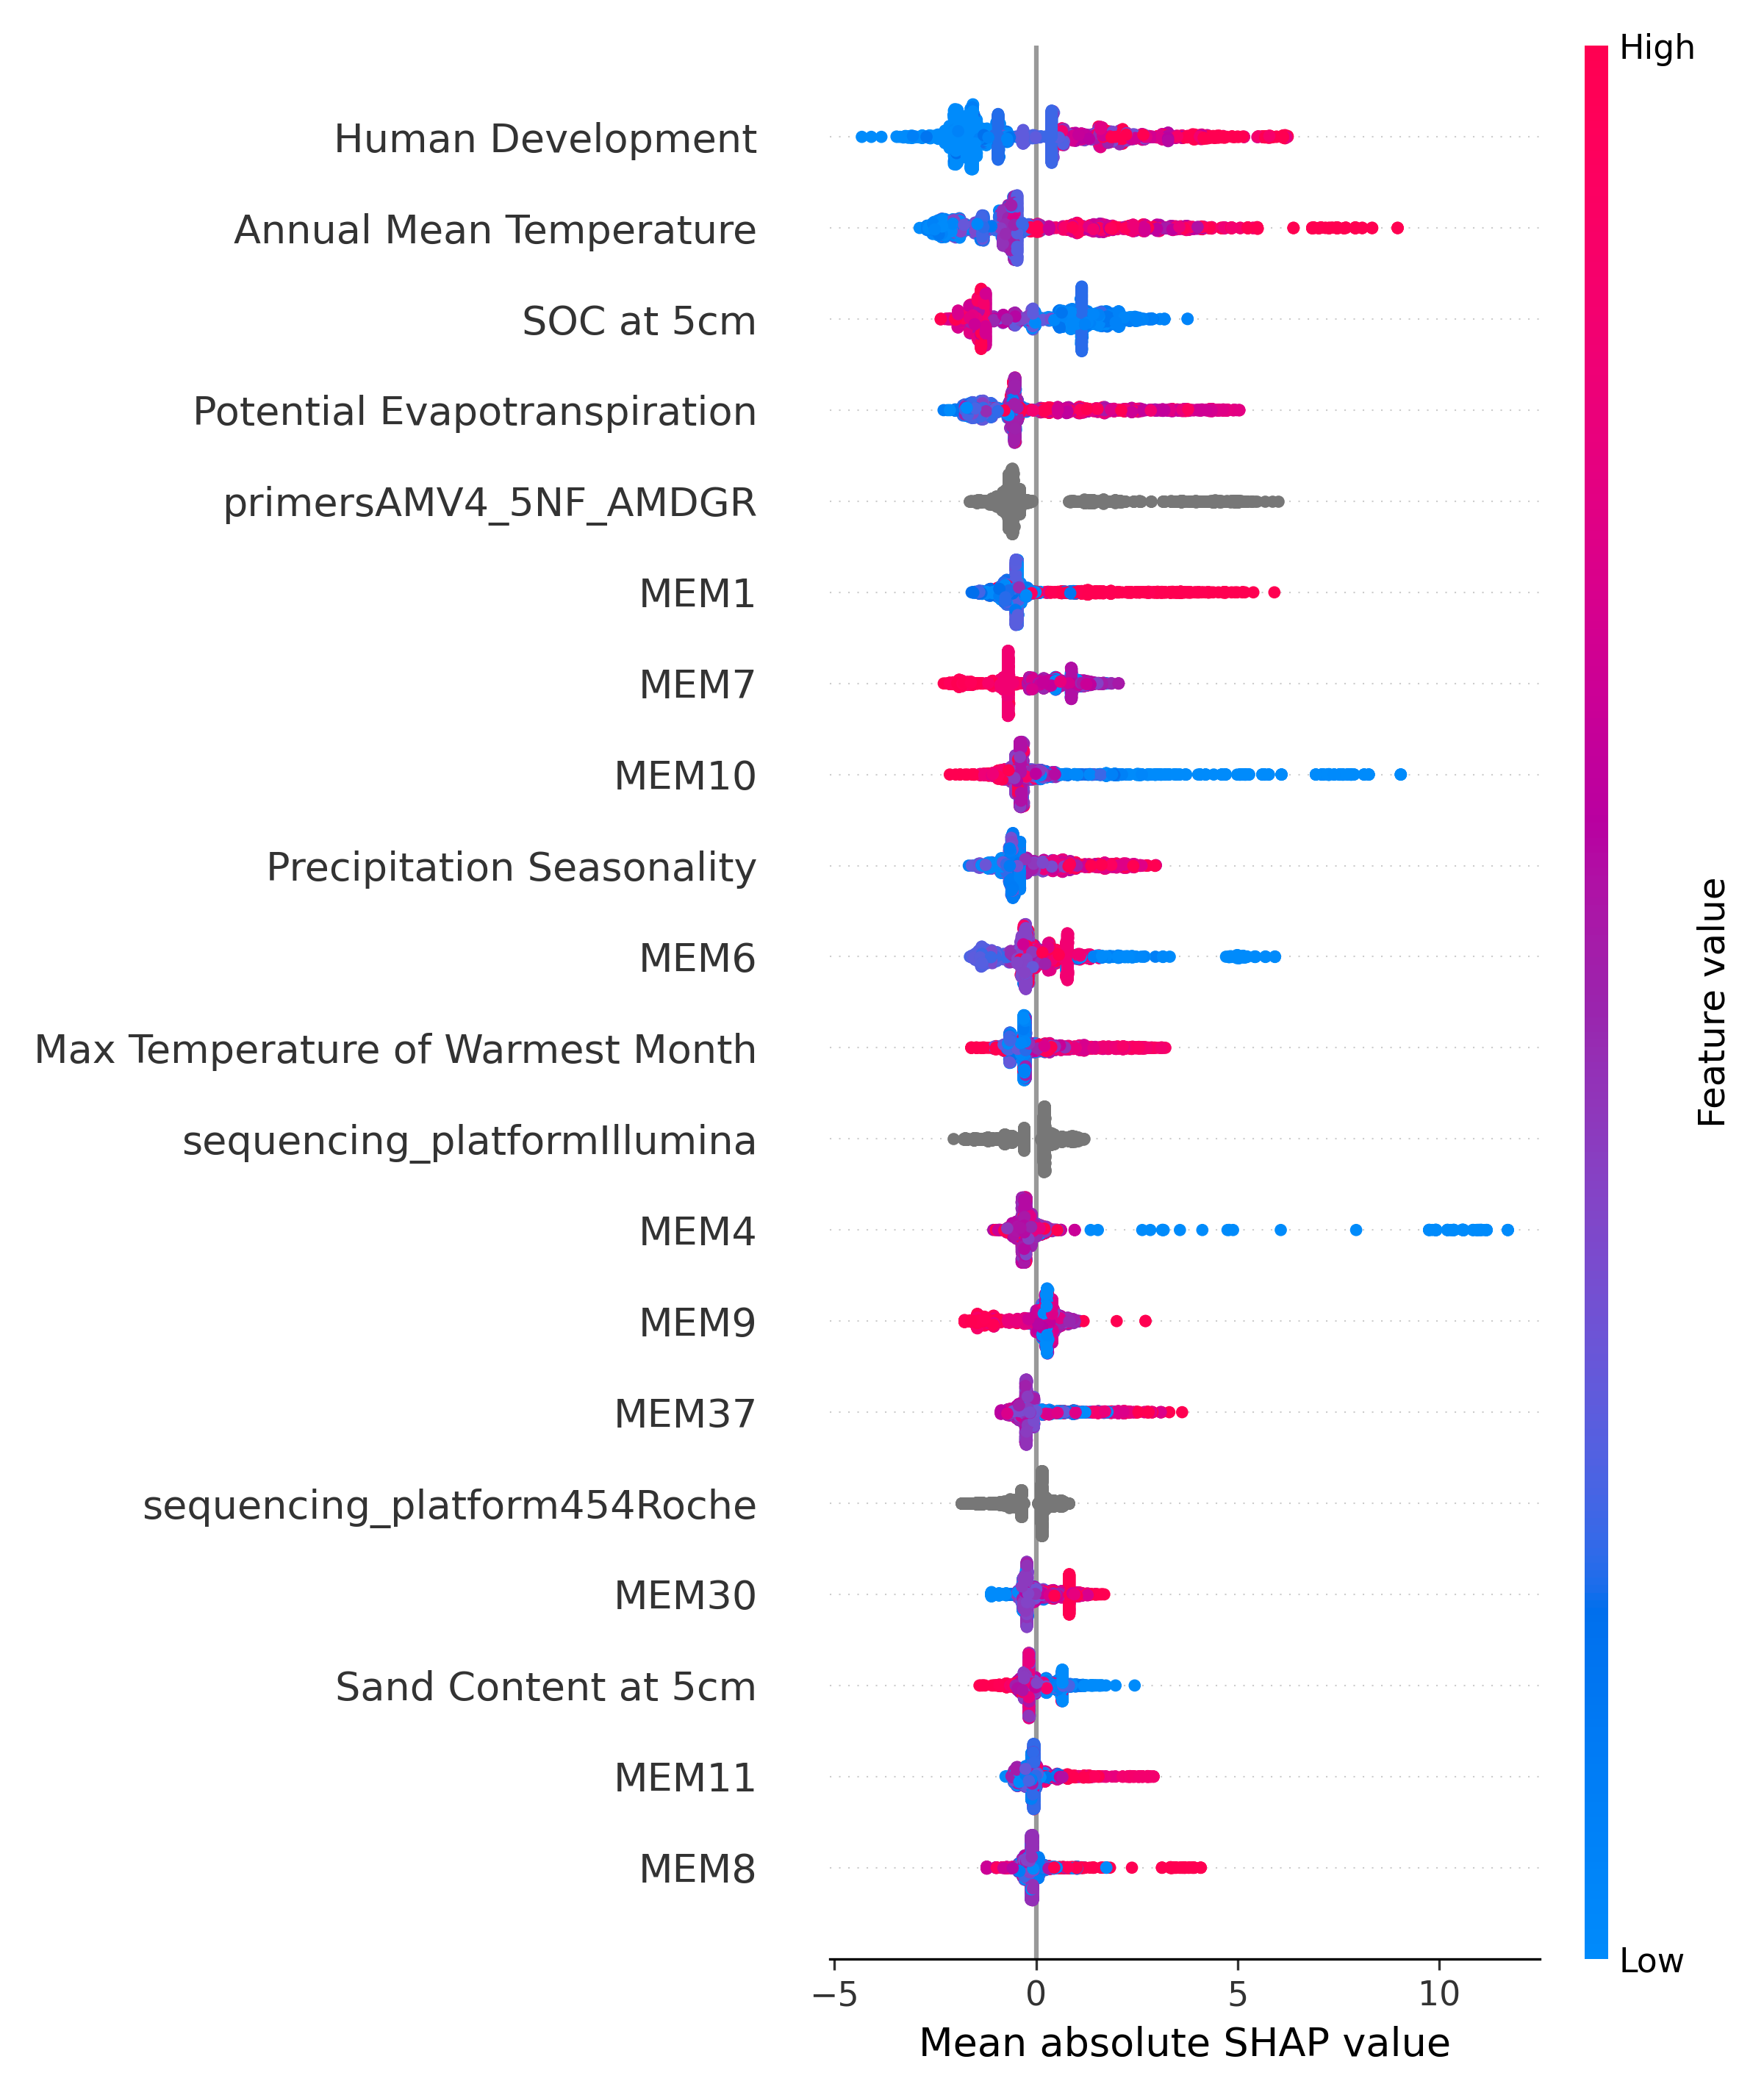 High
Human Development
Annual Mean Temperature
SOC at 5cm
Potential Evapotranspiration
primersAMV4_5NF_AMDGR
MEM1
MEM7
MEM10
Precipitation Seasonality
MEM6
Max Temperature of Warmest Month
sequencing_platformIllumina
MEM4
MEM9
MEM37
sequencing_platform454Roche
MEM30
Sand Content at 5cm
MEM11
MEM8
Feature value
Low
−5 0 5 10
Mean absolute SHAP value